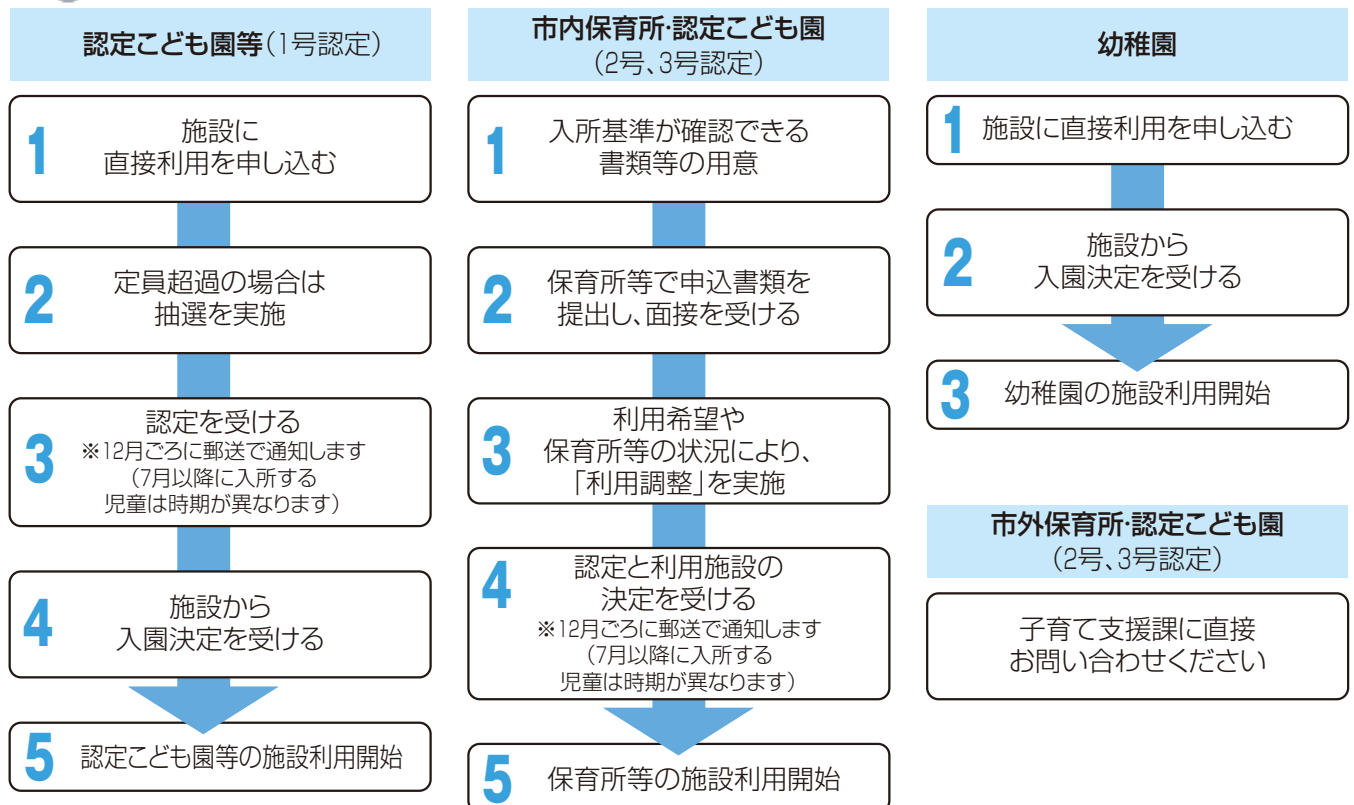 認定こども園等(1号認定)
1
施設に
直接利用を申し込む
2
定員超過の場合は
抽選を実施
3
認定を受ける
※12月ごろに郵送で通知します
(7月以降に入所する
児童は時期が異なります)
4
施設から
入園決定を受ける
5
認定こども園等の施設利用開始
市内保育所・認定こども園
(2号、3号認定)
1
入所基準が確認できる
書類等の用意
2
保育所等で申込書類を
提出し、面接を受ける
3
利用希望や
保育所等の状況により、
「利用調整」を実施
4
認定と利用施設の
決定を受ける
※12月ごろに郵送で通知します
(7月以降に入所する
児童は時期が異なります)
5
保育所等の施設利用開始
幼稚園
1
施設に直接利用を申し込む
2
施設から
入園決定を受ける
3
幼稚園の施設利用開始
市外保育所・認定こども園
(2号、3号認定)
子育て支援課に直接
お問い合わせください